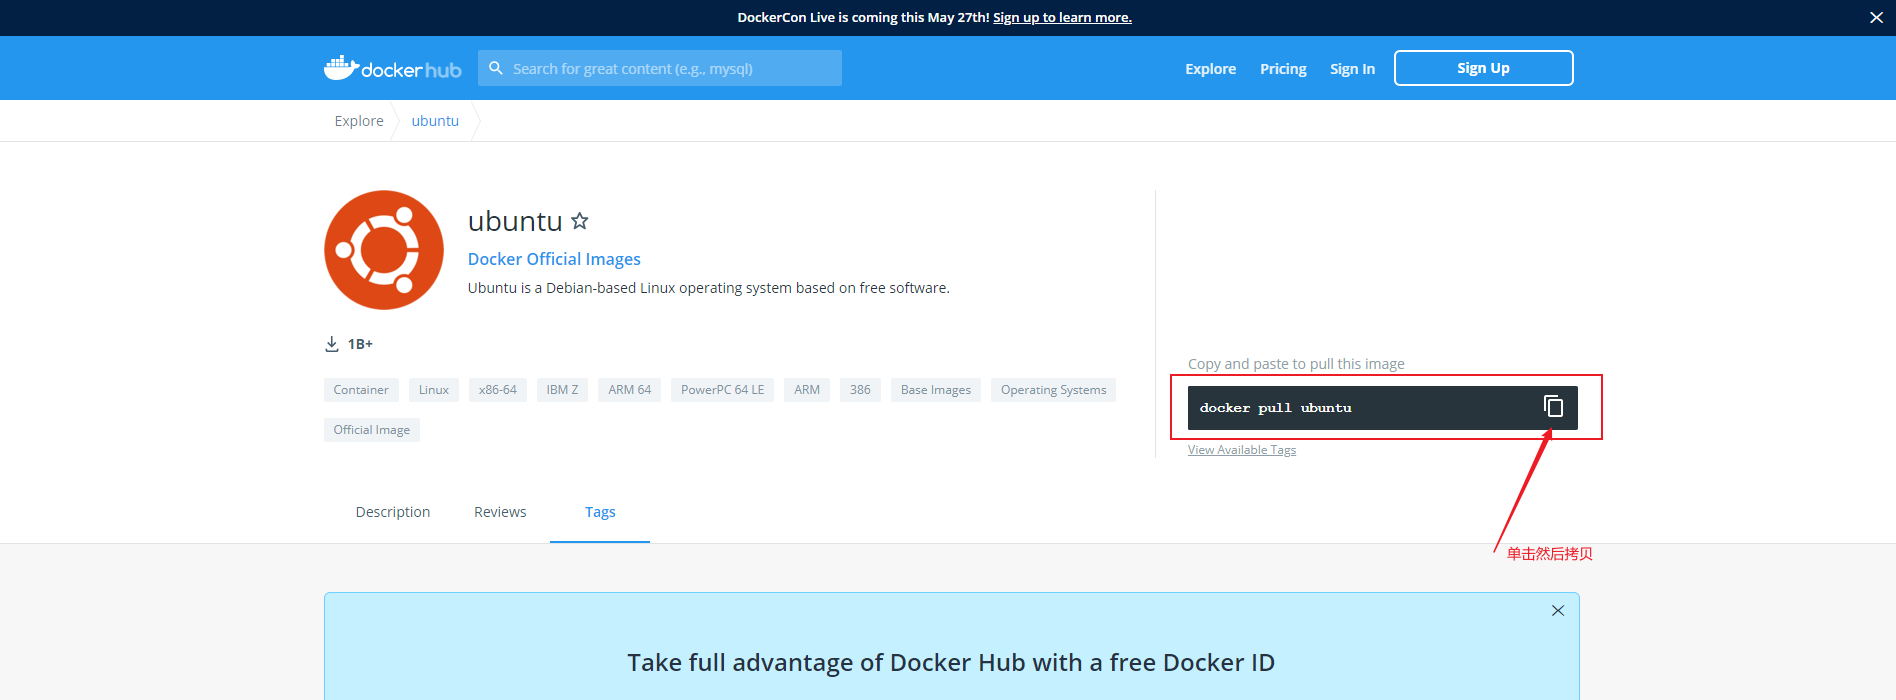 DockerCon Live is coming this May 27th! Sign up to learn more.
docker hub
Search for great content (e.g., mysql)
Explore
Pricing
Sign In
Sign Up
Explore
ubuntu
ubuntu
Docker Official Images
Ubuntu is a Debian-based Linux operating system based on free software.
1B+
Container
Linux
x86-64
IBM Z
ARM 64
PowerPC 64 LE
ARM
386
Base Images
Operating Systems
Official Image
Copy and paste to pull this image
docker pull ubuntu
View Available Tags
单击然后拷贝
Description
Reviews
Tags
Take full advantage of Docker Hub with a free Docker ID